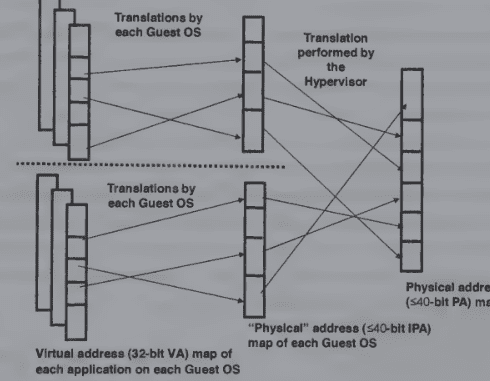 Translations by
each Guest OS
Translation
performed by
the
Hypervisor
Translations by
each Guest OS
Physical addre
(≤40-bit PA) ma
"Physical" address (≤40-bit IPA)
map of each Guest OS
Virtual address (32-bit VA) map of
each application on each Guest OS